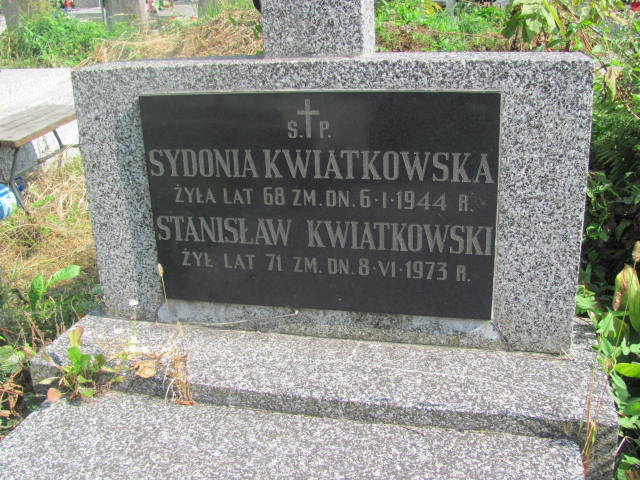 Ś. P.
SYDONIA KWIATKOWSKA
ŻYŁA LAT 68 ZM. DN. 6·I·1944 R.
STANISŁAW KWIATKOWSKI
ŻYŁ. LAT 71 ZM. DN. 8·VI·1973 R.